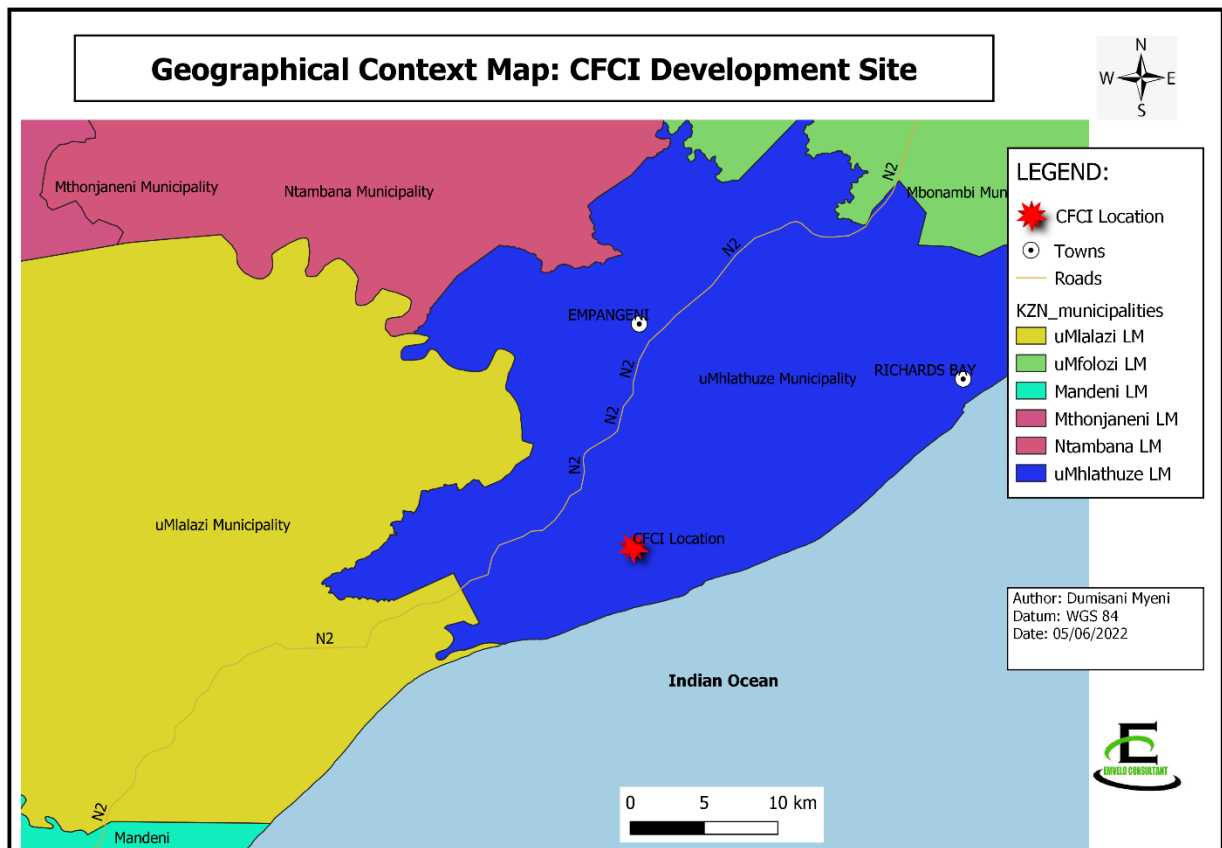 Geographical Context Map: CFCI Development Site
N
W E
S
Mthonjaneni Municipality
Ntambana Municipality
N2
Mbonambi Mun
N2
EMPANGENI
N2
uMhlathuze Municipality
RICHARDS BAY
N2
N2
uMlalazi Municipality
CFCI Location
N2
Indian Ocean
N2
Mandeni
0 5 10 km
LEGEND:
CFCI Location
Towns
Roads
KZN_municipalities
uMlalazi LM
uMfolozi LM
Mandeni LM
Mthonjaneni LM
Ntambana LM
uMhlathuze LM
Author: Dumisani Myeni
Datum: WGS 84
Date: 05/06/2022
E
EMVELO CONSULTANT